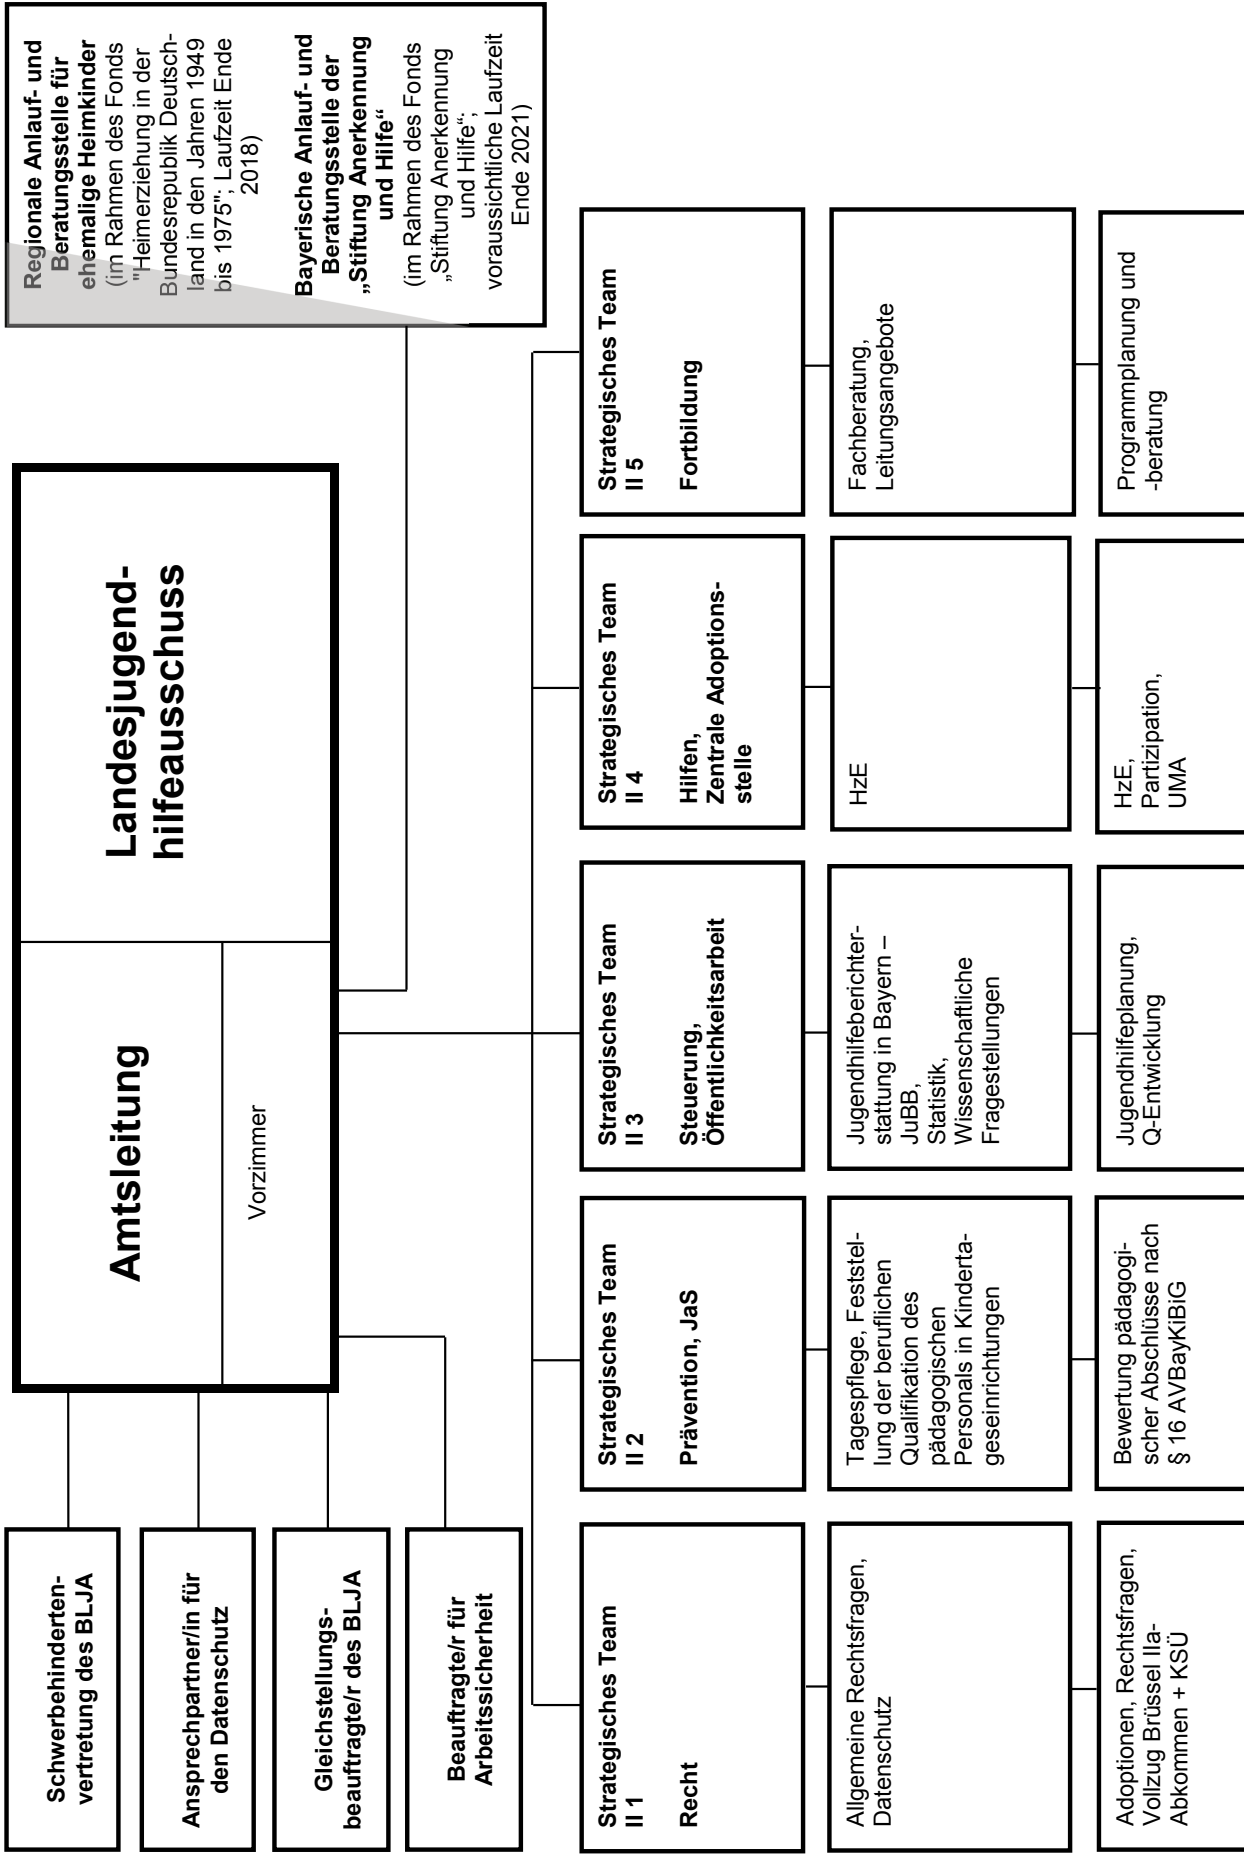 Schwerbehinderten-
vertretung des BLJA
Ansprechpartner/in für
den Datenschutz
Gleichstellungs-
beauftragte/r des BLJA
Beauftragte/r für
Arbeitssicherheit
Amtsleitung
Vorzimmer
Landesjugend-
hilfeausschuss
Regionale Anlauf- und
Beratungsstelle für
ehemalige Heimkinder
(im Rahmen des Fonds
"Heimerziehung in der
Bundesrepublik Deutsch-
land in den Jahren 1949
bis 1975"; Laufzeit Ende
2018)
Bayerische Anlauf- und
Beratungsstelle der
„Stiftung Anerkennung
und Hilfe“
(im Rahmen des Fonds
„Stiftung Anerkennung
und Hilfe“;
voraussichtliche Laufzeit
Ende 2021)
Strategisches Team
II 1
Recht
Allgemeine Rechtsfragen,
Datenschutz
Adoptionen, Rechtsfragen,
Vollzug Brüssel IIa-
Abkommen + KSÜ
Strategisches Team
II 2
Prävention, JaS
Tagespflege, Feststel-
lung der beruflichen
Qualifikation des
pädagogischen
Personals in Kinderta-
geseinrichtungen
Bewertung pädagogi-
scher Abschlüsse nach
§ 16 AVBayKiBiG
Strategisches Team
II 3
Steuerung,
Öffentlichkeitsarbeit
Jugendhilfeberichter-
stattung in Bayern –
JuBB,
Statistik,
Wissenschaftliche
Fragestellungen
Jugendhilfeplanung,
Q-Entwicklung
Strategisches Team
II 4
Hilfen,
Zentrale Adoptions-
stelle
HzE
HzE,
Partizipation,
UMA
Strategisches Team
II 5
Fortbildung
Fachberatung,
Leitungsangebote
Programmplanung und
-beratung